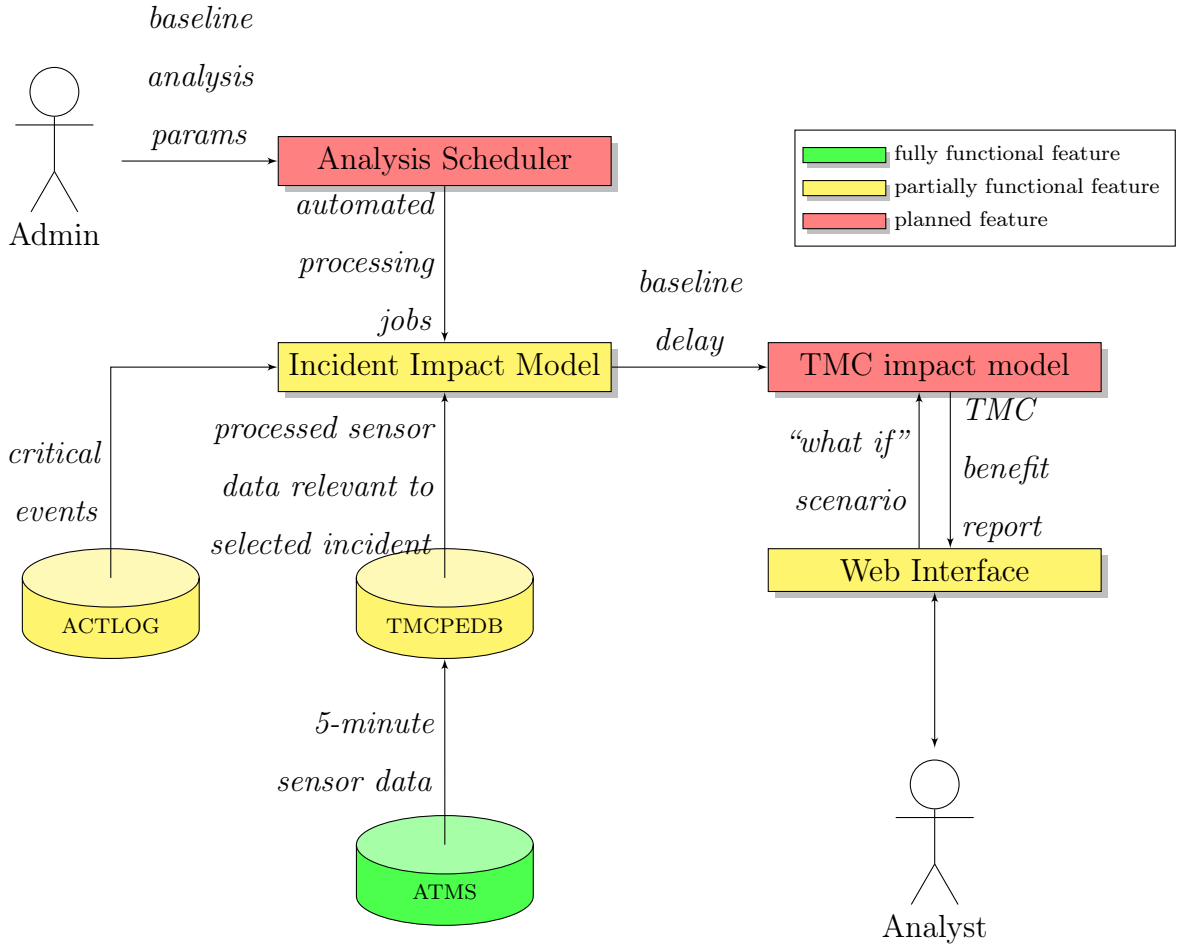 baseline
analysis
params
Admin
Analysis Scheduler
fully functional feature
partially functional feature
planned feature
automated
processing
jobs
baseline
delay
Incident Impact Model
TMC impact model
critical
events
processed sensor
data relevant to
selected incident
“what if”
scenario
TMC
benefit
report
Web Interface
ACTLOG
TMCPEDB
5-minute
sensor data
ATMS
Analyst